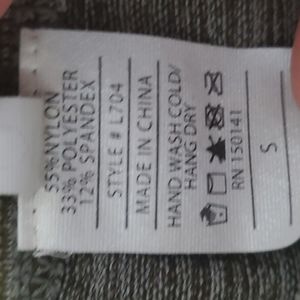 55%NYLON
33% POLYESTER
12% SPANDEX
STYLE # L704
MADE IN CHINA
HAND WASH COLD/
HANG DRY
RN 150141
S